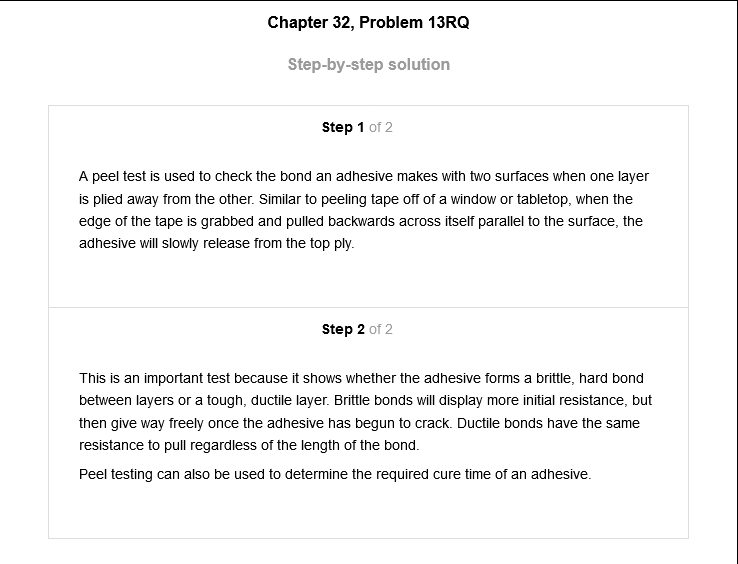 Chapter 32, Problem 13RQ
Step-by-step solution
Step 1 of 2
A peel test is used to check the bond an adhesive makes with two surfaces when one layer
is plied away from the other. Similar to peeling tape off of a window or tabletop, when the
edge of the tape is grabbed and pulled backwards across itself parallel to the surface, the
adhesive will slowly release from the top ply.
Step 2 of 2
This is an important test because it shows whether the adhesive forms a brittle, hard bond
between layers or a tough, ductile layer. Brittle bonds will display more initial resistance, but
then give way freely once the adhesive has begun to crack. Ductile bonds have the same
resistance to pull regardless of the length of the bond.
Peel testing can also be used to determine the required cure time of an adhesive.